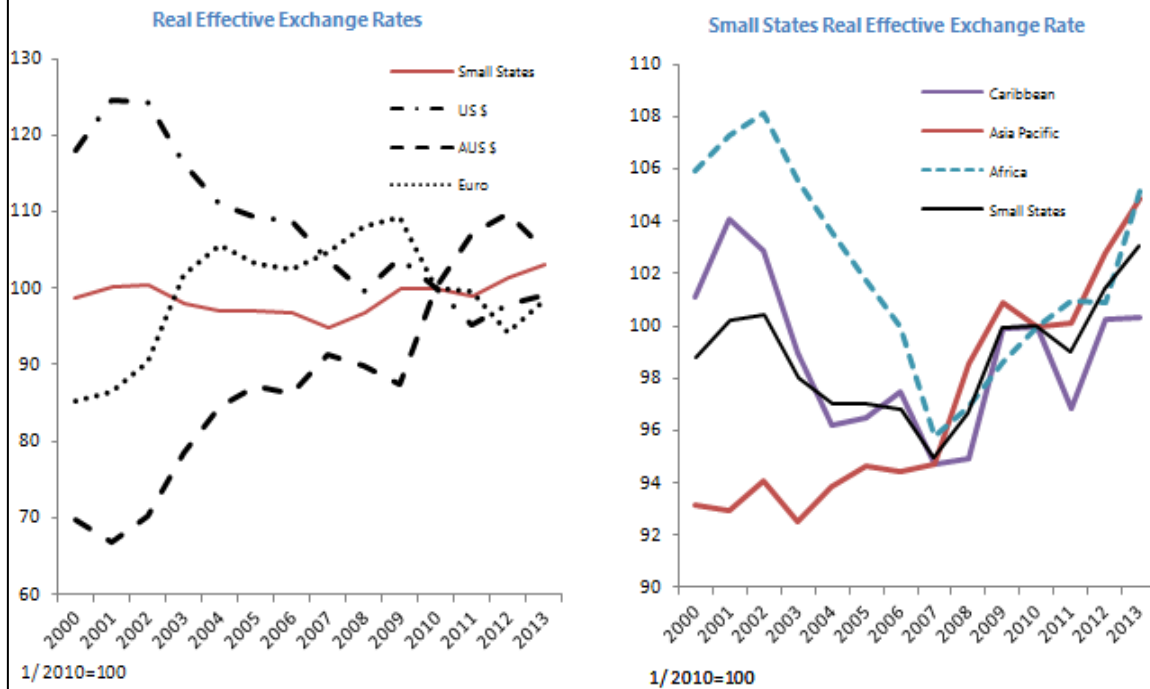 Real Effective Exchange Rates
130
120
110
100
90
80
70
60
Small States
US $
AUS $
Euro
2000 2001 2002 2003 2004 2005 2006 2007 2008 2009 2010 2011 2012 2013
1/ 2010=100
Small States Real Effective Exchange Rate
110
108
106
104
102
100
98
96
94
92
90
Caribbean
Asia Pacific
Africa
Small States
2000 2001 2002 2003 2004 2005 2006 2007 2008 2009 2010 2011 2012 2013
1/ 2010=100